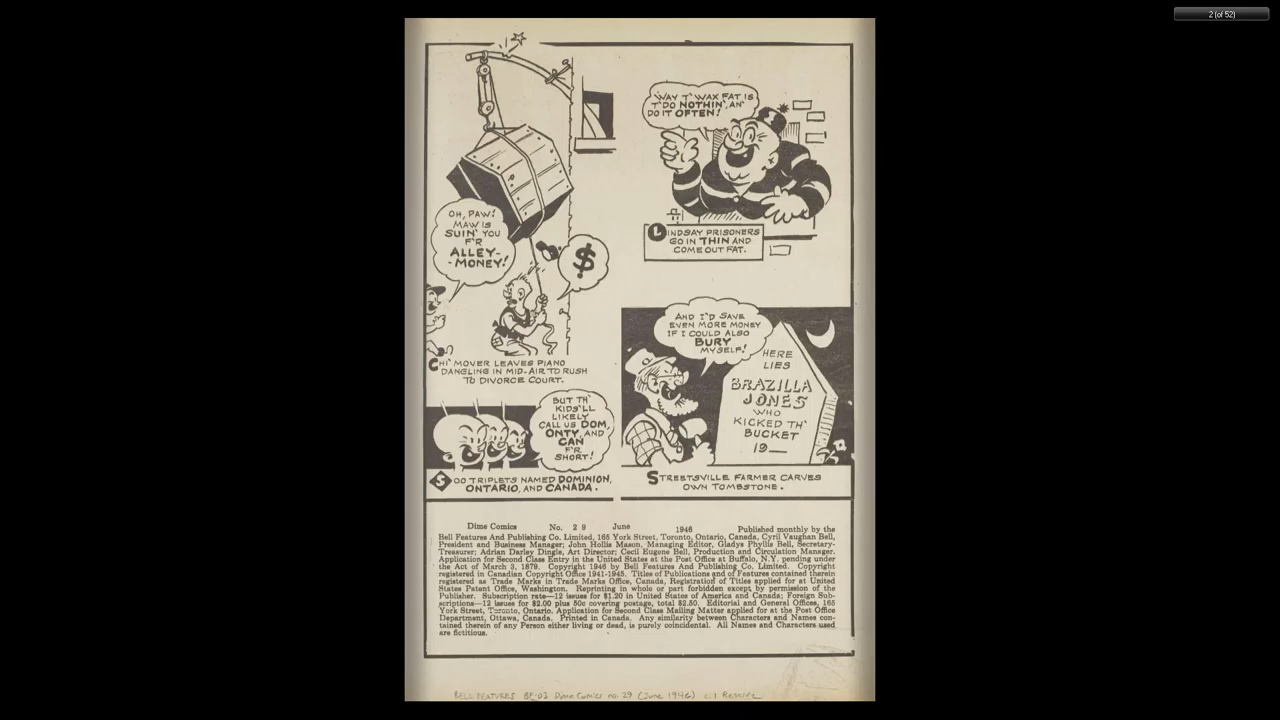 2 (of 52)
'WAY T' WAX FAT IS
T'DO NOTHIN', AN'
DO IT OFTEN!
OH, PAW!
MAW IS
SUIN' YOU
F'R
ALLEY-
-MONEY!
$
LINDSAY PRISONERS
GO IN THIN AND
COME OUT FAT.
CHI' MOVER LEAVES PIANO
DANGLING IN MID-AIR TO RUSH
TO DIVORCE COURT.
AND I'D SAVE
EVEN MORE MONEY
IF I COULD ALSO
BURY
MYSELF!
HERE
LIES
BRAZILLA
JONES
WHO
KICKED TH'
BUCKET
19__
BUT TH'
KIDS'LL
LIKELY
CALL US DOM,
ONTY, AND
CAN
F'R
SHORT!
SOO TRIPLETS NAMED DOMINION,
ONTARIO, AND CANADA.
STREETSVILLE FARMER CARVES
OWN TOMBSTONE.
Dime Comics No. 29 June 1946 Published monthly by the
Bell Features And Publishing Co. Limited, 165 York Street, Toronto, Ontario, Canada, Cyril Vaughan Bell,
President and Business Manager; John Hollis Mason, Managing Editor, Gladys Phyllis Bell, Secretary-
Treasurer; Adrian Darley Dingle, Art Director; Cecil Eugene Bell, Production and Circulation Manager.
Application for Second Class Entry in the United States at the Post Office at Buffalo, N.Y. pending under
the Act of March 3, 1879. Copyright 1946 by Bell Features And Publishing Co. Limited. Copyright
registered in Canadian Copyright Office 1941-1945. Titles of Publications and of Features contained therein
registered as Trade Marks in Trade Marks Office, Canada, Registration of Titles applied for at United
States Patent Office, Washington. Reprinting in whole or part forbidden except by permission of the
Publisher. Subscription rate—12 issues for $1.20 in United States of America and Canada; Foreign Sub-
scriptions—12 issues for $2.00 plus 50c covering postage, total $2.50. Editorial and General Offices, 165
York Street, Toronto, Ontario. Application for Second Class Mailing Matter applied for at the Post Office
Department, Ottawa, Canada. Printed in Canada. Any similarity between Characters and Names con-
tained therein of any Person either living or dead, is purely coincidental. All Names and Characters used
are fictitious.
BELL FEATURES BF-03 Dime Comics no. 29 (June 1946) c.1 Reserve